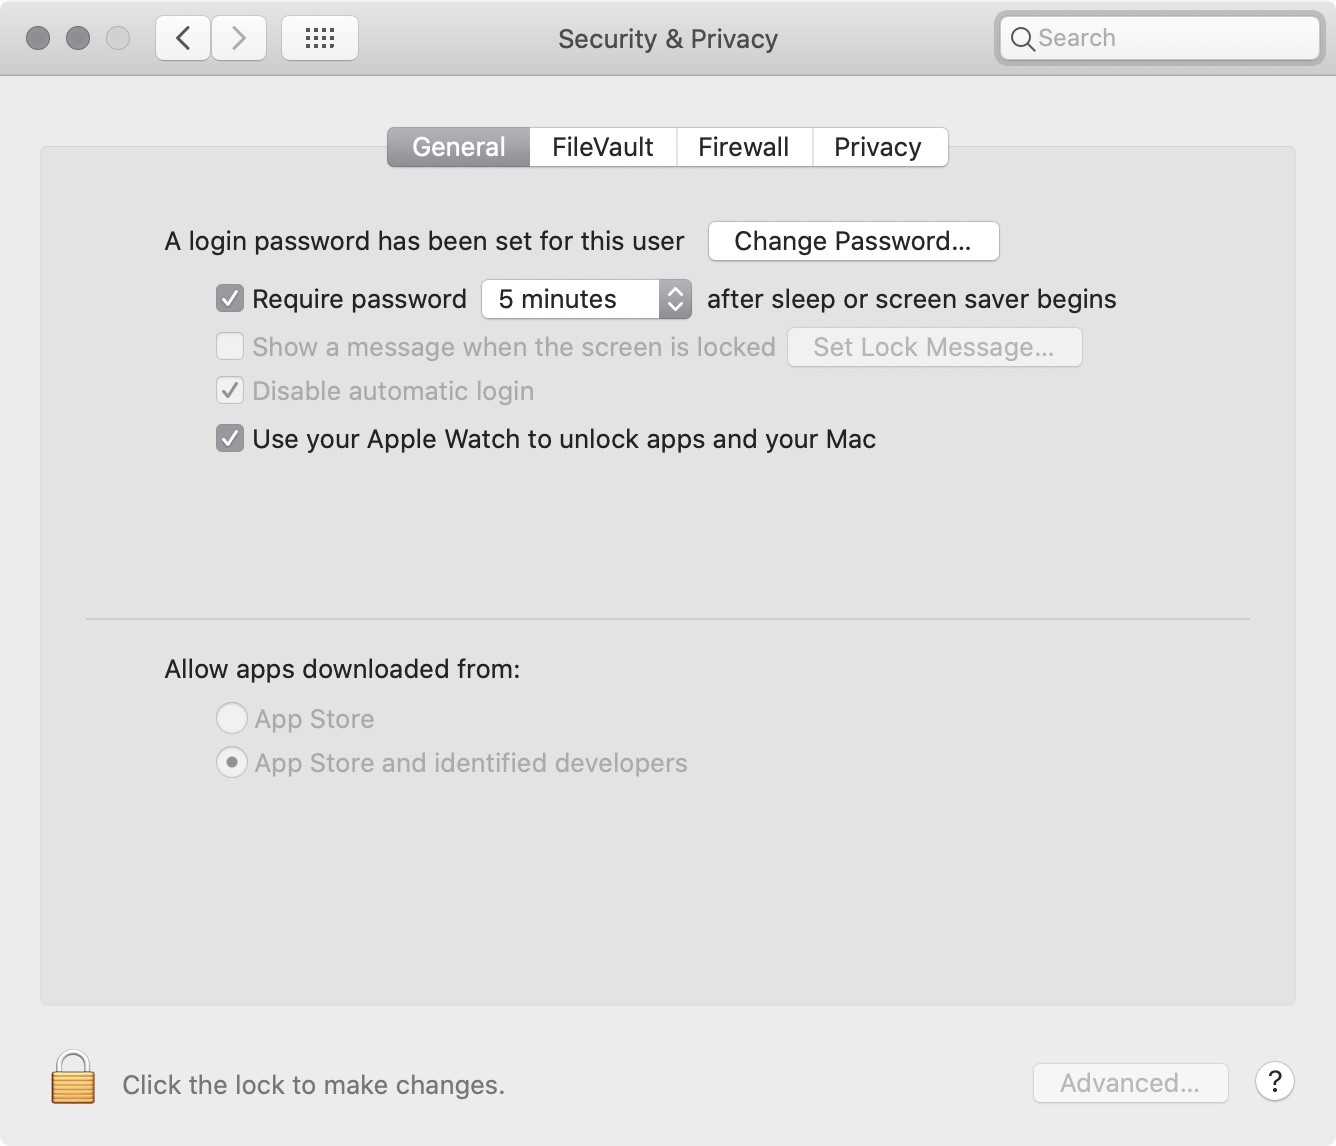 Security & Privacy
Search
General FileVault Firewall Privacy
A login password has been set for this user Change Password...
Require password 5 minutes after sleep or screen saver begins
Show a message when the screen is locked Set Lock Message...
Disable automatic login
Use your Apple Watch to unlock apps and your Mac
Allow apps downloaded from:
App Store
App Store and identified developers
Click the lock to make changes.
Advanced... ?